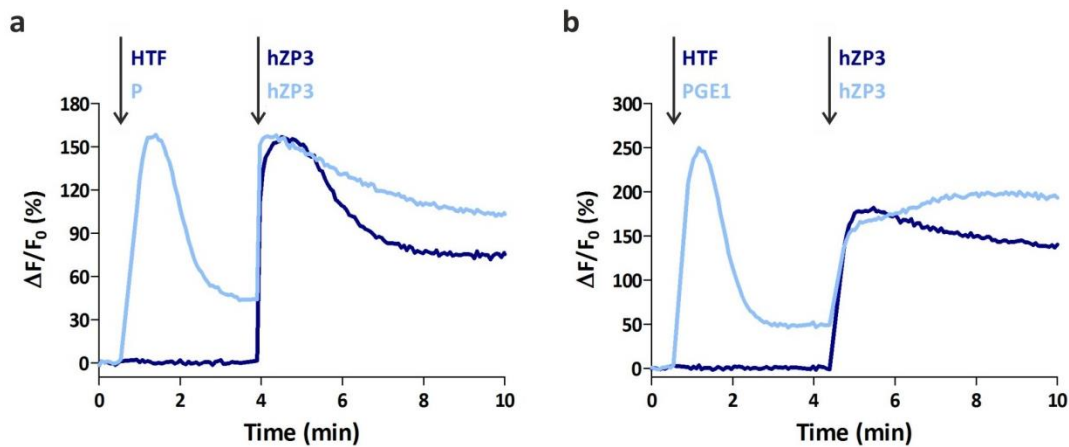 a
HTF hZP3
P hZP3
180
150
120
90
60
30
0
ΔF/F0 (%)
0 2 4 6 8 10
Time (min)
b
HTF hZP3
PGE1 hZP3
300
250
200
150
100
50
0
ΔF/F0 (%)
0 2 4 6 8 10
Time (min)